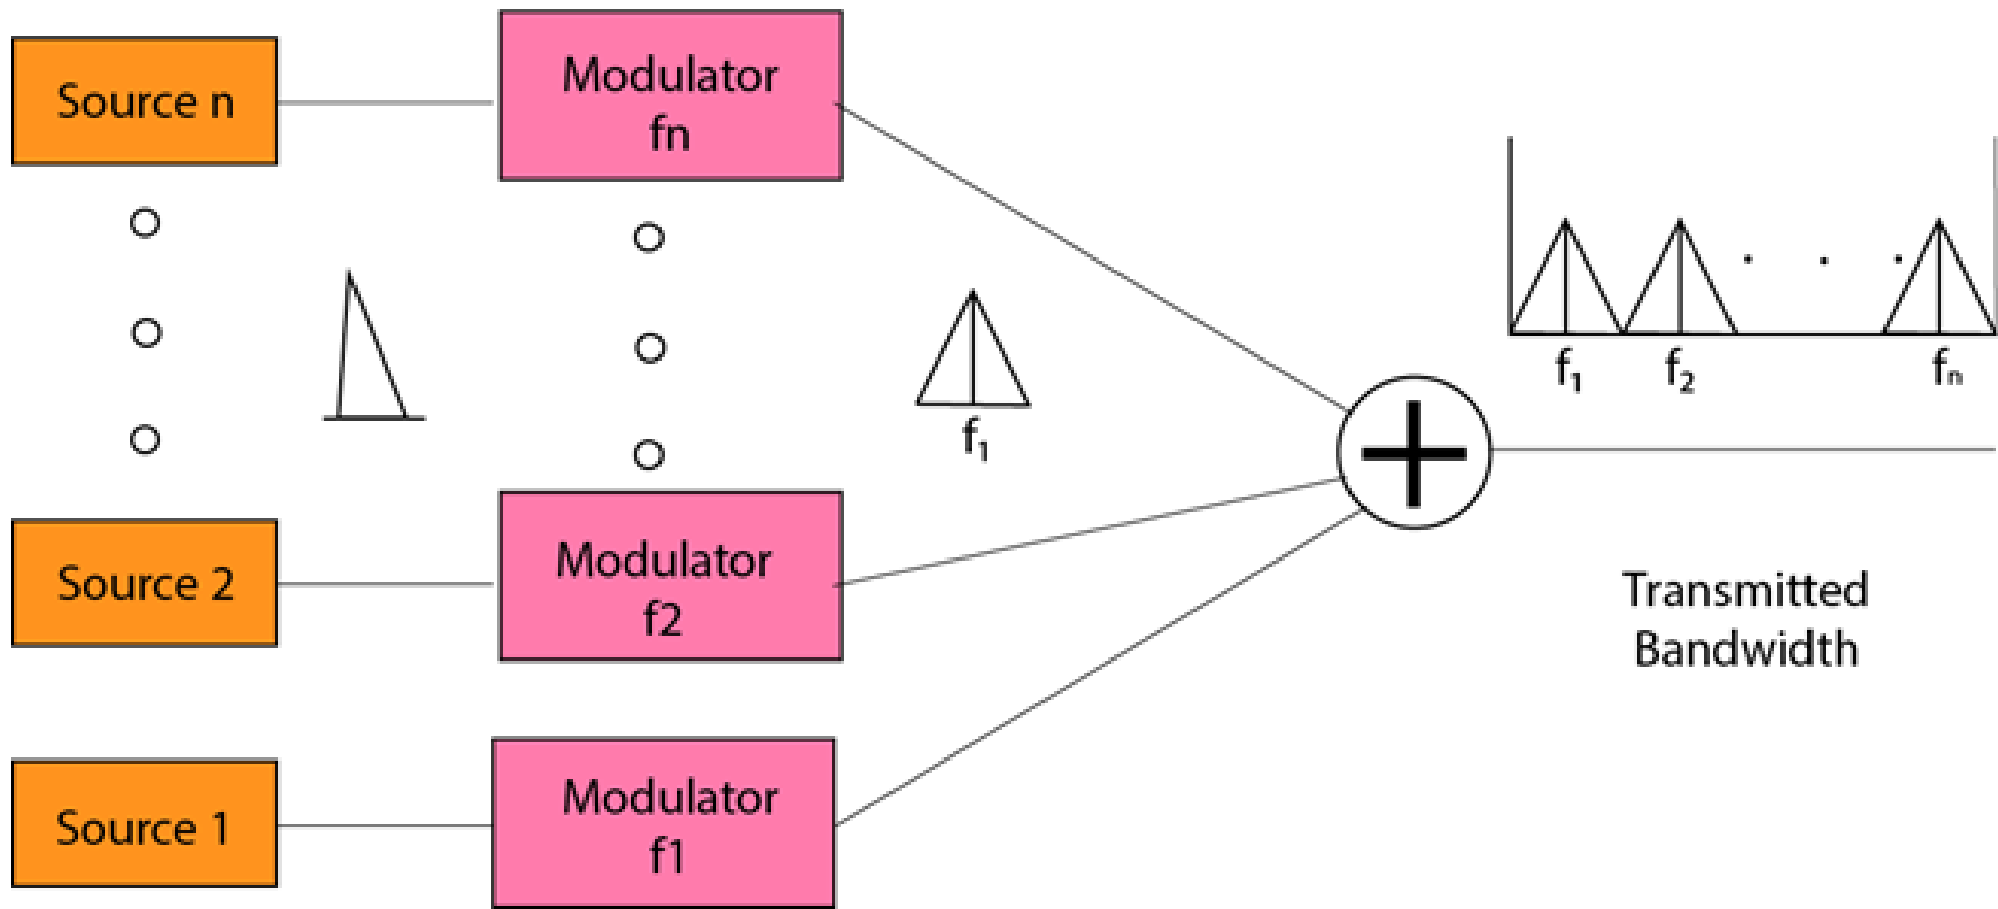 Source n
Modulator
fn
f₁
f₂
fₙ
f₁
Source 2
Modulator
f2
Transmitted
Bandwidth
Source 1
Modulator
f1